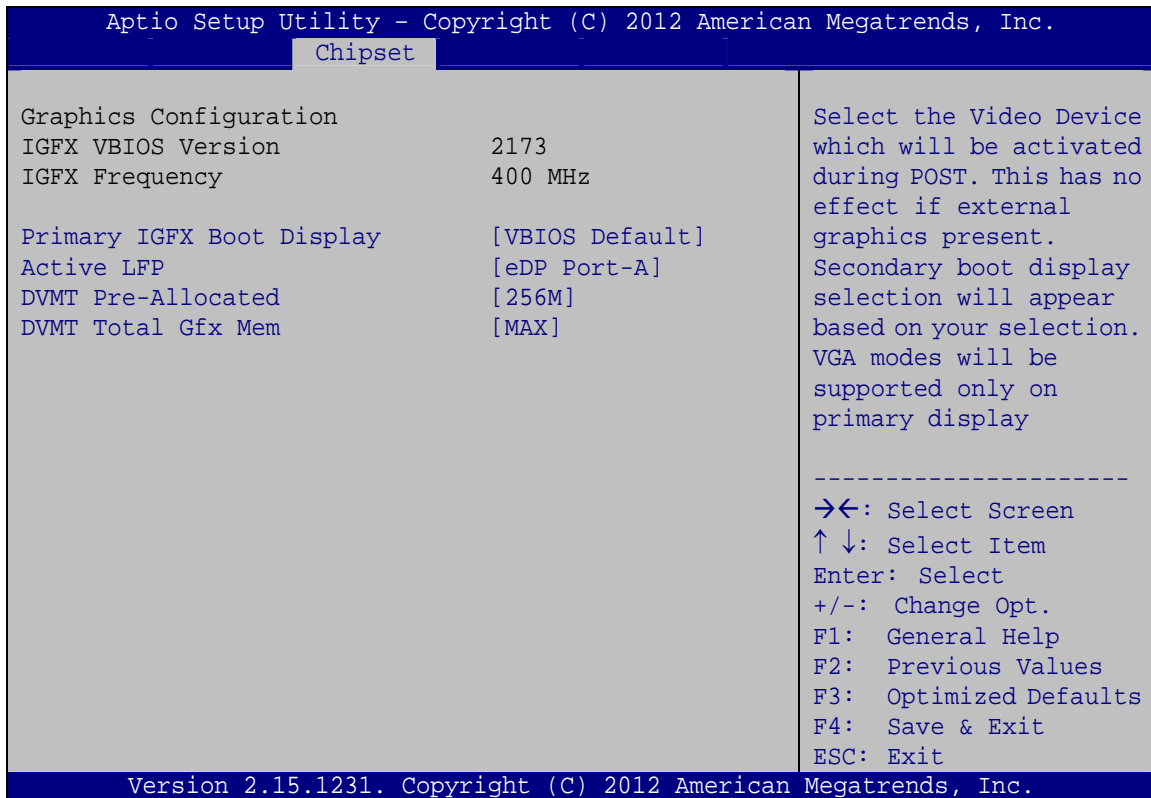 Aptio Setup Utility – Copyright (C) 2012 American Megatrends, Inc.
Chipset
Graphics Configuration
IGFX VBIOS Version 2173
IGFX Frequency 400 MHz
Primary IGFX Boot Display [VBIOS Default]
Active LFP [eDP Port-A]
DVMT Pre-Allocated [256M]
DVMT Total Gfx Mem [MAX]
Select the Video Device
which will be activated
during POST. This has no
effect if external
graphics present.
Secondary boot display
selection will appear
based on your selection.
VGA modes will be
supported only on
primary display
----------------------
→←: Select Screen
↑ ↓: Select Item
Enter: Select
+/-: Change Opt.
F1: General Help
F2: Previous Values
F3: Optimized Defaults
F4: Save & Exit
ESC: Exit
Version 2.15.1231. Copyright (C) 2012 American Megatrends, Inc.